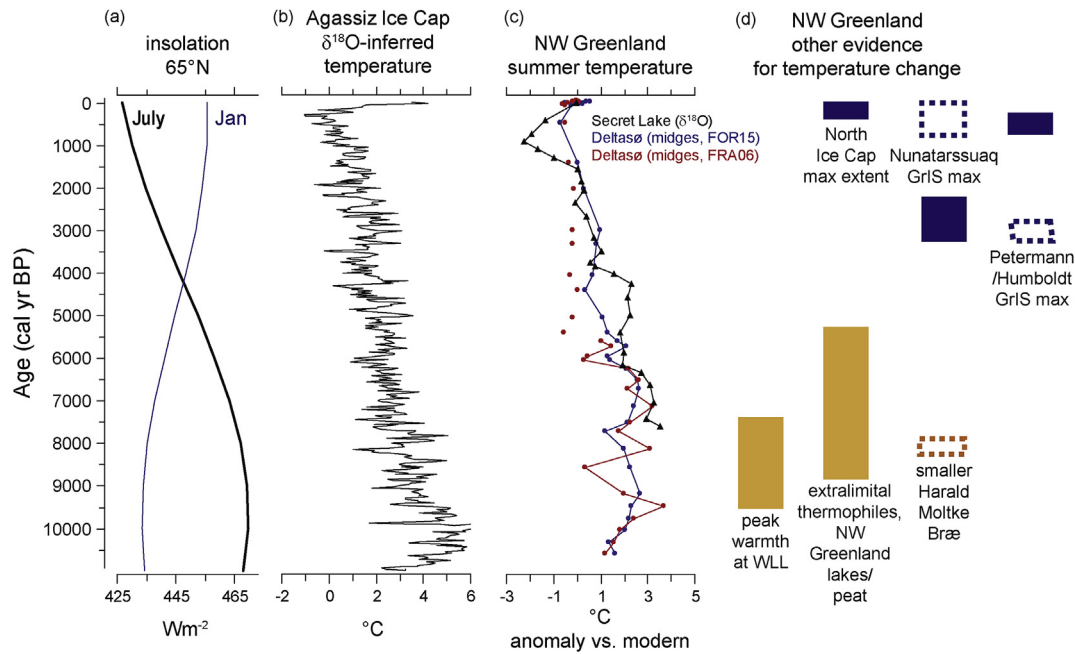 (a)
insolation
65°N
July
Jan
Age (cal yr BP)
0
1000
2000
3000
4000
5000
6000
7000
8000
9000
10000
425
445
465
Wm-2
(b)
Agassiz Ice Cap
δ18O-inferred
temperature
-2
0
2
4
6
°C
(c)
NW Greenland
summer temperature
Secret Lake (δ18O)
Deltasø (midges, FOR15)
Deltasø (midges, FRA06)
-3
-1
1
3
5
°C
anomaly vs. modern
(d)
NW Greenland
other evidence
for temperature change
North
Ice Cap
max extent
Nunatarssuaq
GrIS max
Petermann
/Humboldt
GrIS max
peak
warmth
at WLL
extralimital
thermophiles,
NW
Greenland
lakes/
peat
smaller
Harald
Moltke
Bræ